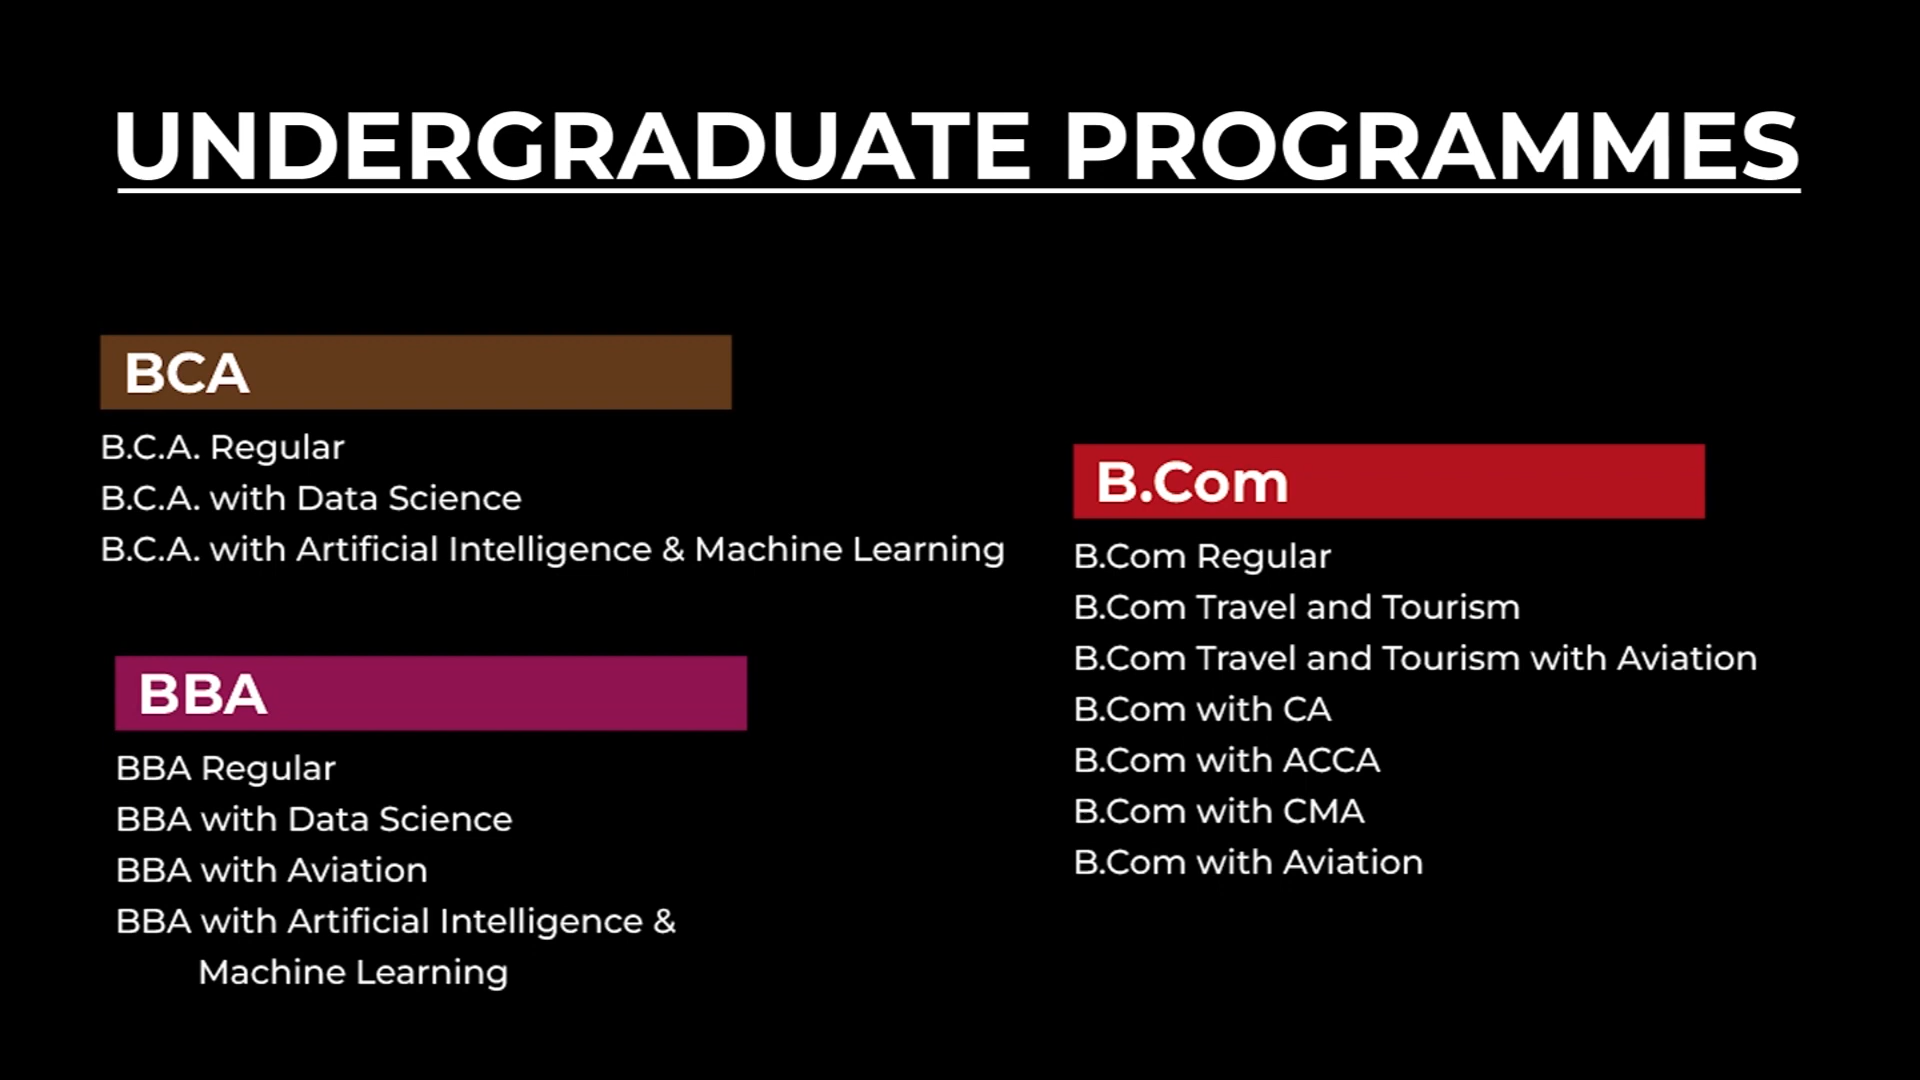 UNDERGRADUATE PROGRAMMES
BCA
B.C.A. Regular
B.C.A. with Data Science
B.C.A. with Artificial Intelligence & Machine Learning
BBA
BBA Regular
BBA with Data Science
BBA with Aviation
BBA with Artificial Intelligence &
Machine Learning
B.Com
B.Com Regular
B.Com Travel and Tourism
B.Com Travel and Tourism with Aviation
B.Com with CA
B.Com with ACCA
B.Com with CMA
B.Com with Aviation